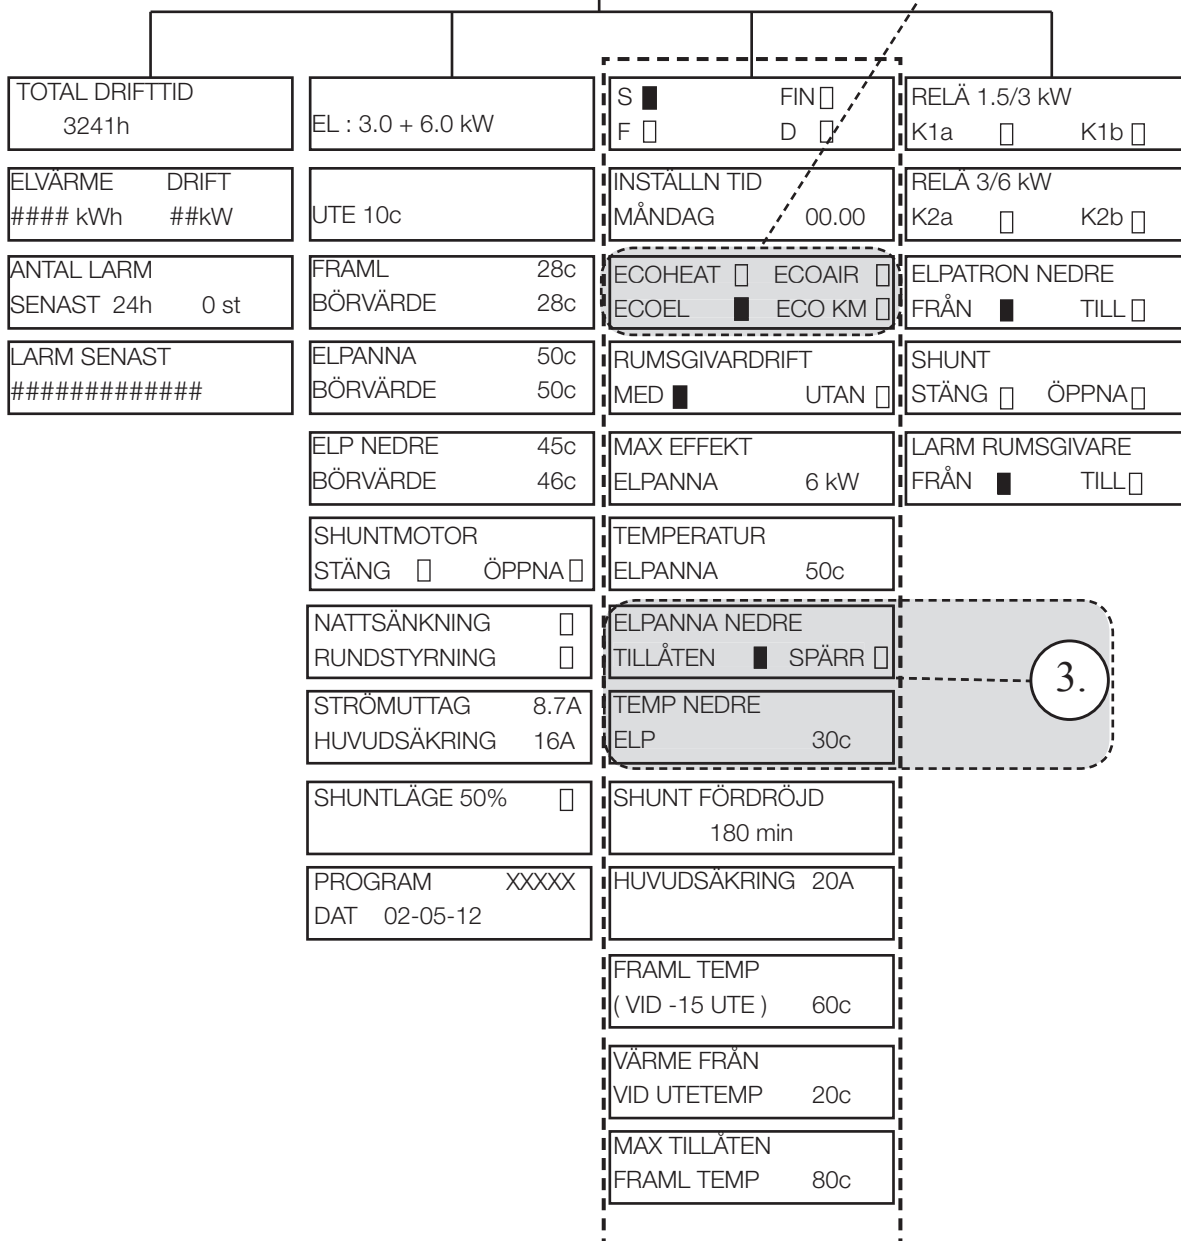 TOTAL DRIFTTID
3241h
ELVÄRME DRIFT
#### kWh ##kW
ANTAL LARM
SENAST 24h 0 st
LARM SENAST
#############
EL : 3.0 + 6.0 kW
UTE 10c
FRAML 28c
BÖRVÄRDE 28c
ELPANNA 50c
BÖRVÄRDE 50c
ELP NEDRE 45c
BÖRVÄRDE 46c
SHUNTMOTOR
STÄNG ÖPPNA
NATTSÄNKNING
RUNDSTYRNING
STRÖMUTTAG 8.7A
HUVUDSÄKRING 16A
SHUNTLÄGE 50%
PROGRAM XXXXX
DAT 02-05-12
S FIN
F D
INSTÄLLN TID
MÅNDAG 00.00
ECOHEAT ECOAIR
ECOEL ECO KM
RUMSGIVARDRIFT
MED UTAN
MAX EFFEKT
ELPANNA 6 kW
TEMPERATUR
ELPANNA 50c
ELPANNA NEDRE
TILLÅTEN SPÄRR
TEMP NEDRE
ELP 30c
3.
SHUNT FÖRDRÖJD
180 min
HUVUDSÄKRING 20A
FRAML TEMP
( VID -15 UTE ) 60c
VÄRME FRÅN
VID UTETEMP 20c
MAX TILLÅTEN
FRAML TEMP 80c
RELÄ 1.5/3 kW
K1a K1b
RELÄ 3/6 kW
K2a K2b
ELPATRON NEDRE
FRÅN TILL
SHUNT
STÄNG ÖPPNA
LARM RUMSGIVARE
FRÅN TILL